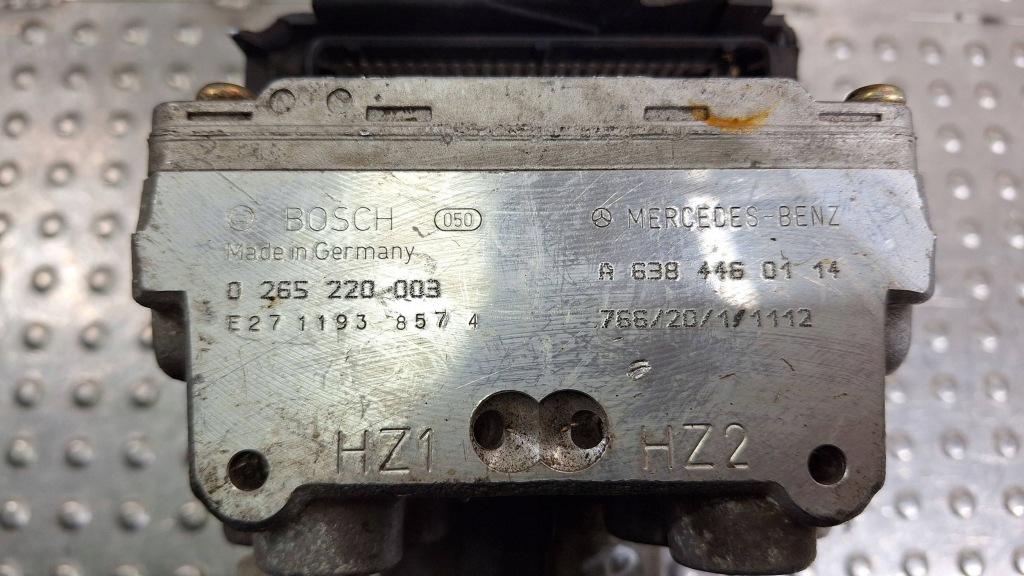 BOSCH 050
Made in Germany
0 265 220 003
E27 1193 857 4
MERCEDES-BENZ
A 638 446 01 14
766/20/1/1112
HZ1 HZ2